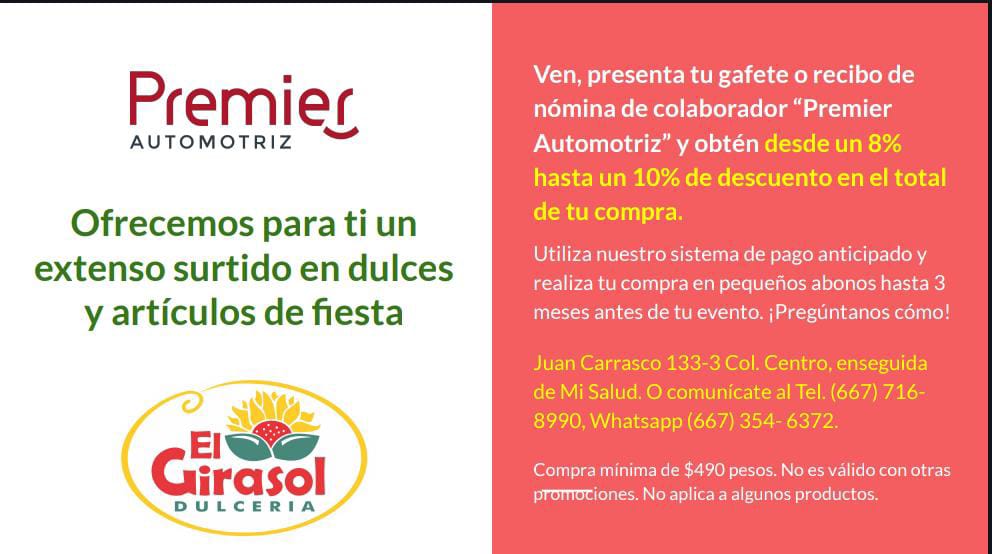 Premier
AUTOMOTRIZ
Ofrecemos para ti un
extenso surtido en dulces
y artículos de fiesta
El
Girasol
DULCERIA
Ven, presenta tu gafete o recibo de
nómina de colaborador “Premier
Automotriz” y obtén desde un 8%
hasta un 10% de descuento en el total
de tu compra.
Utiliza nuestro sistema de pago anticipado y
realiza tu compra en pequeños abonos hasta 3
meses antes de tu evento. ¡Pregúntanos cómo!
Juan Carrasco 133-3 Col. Centro, enseguida
de Mi Salud. O comunícate al Tel. (667) 716-
8990, Whatsapp (667) 354- 6372.
Compra mínima de $490 pesos. No es válido con otras
promociones. No aplica a algunos productos.